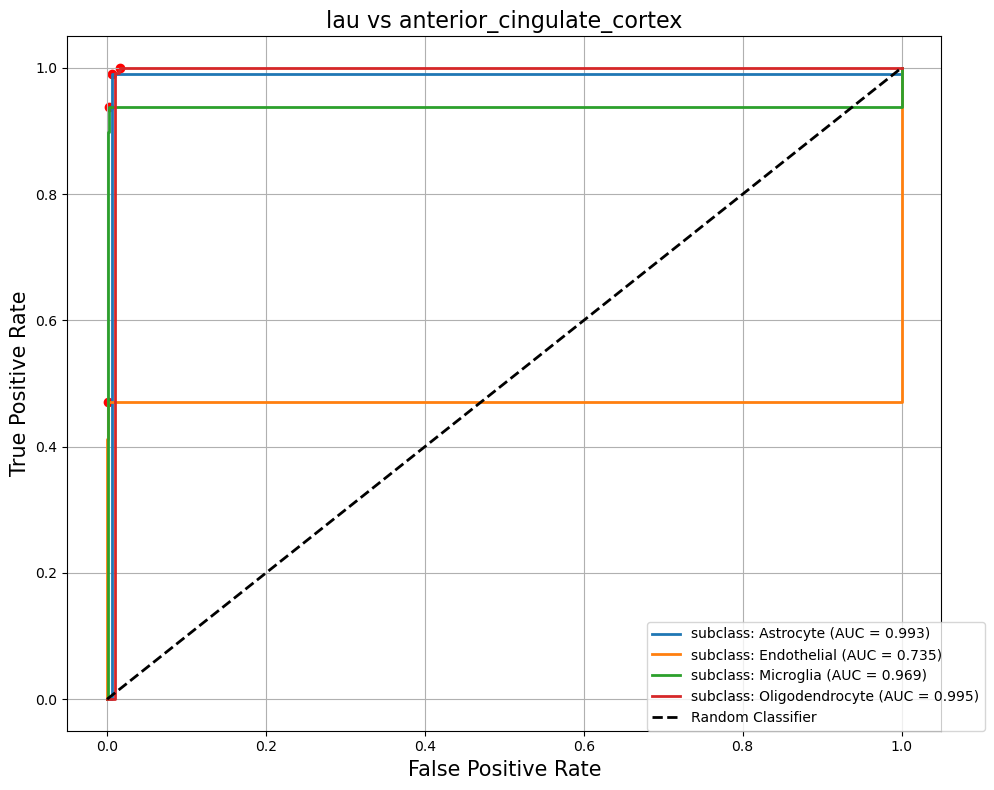 lau vs anterior_cingulate_cortex
True Positive Rate
1.0
0.8
0.6
0.4
0.2
0.0
subclass: Astrocyte (AUC = 0.993)
subclass: Endothelial (AUC = 0.735)
subclass: Microglia (AUC = 0.969)
subclass: Oligodendrocyte (AUC = 0.995)
Random Classifier
0.0 0.2 0.4 0.6 0.8 1.0
False Positive Rate